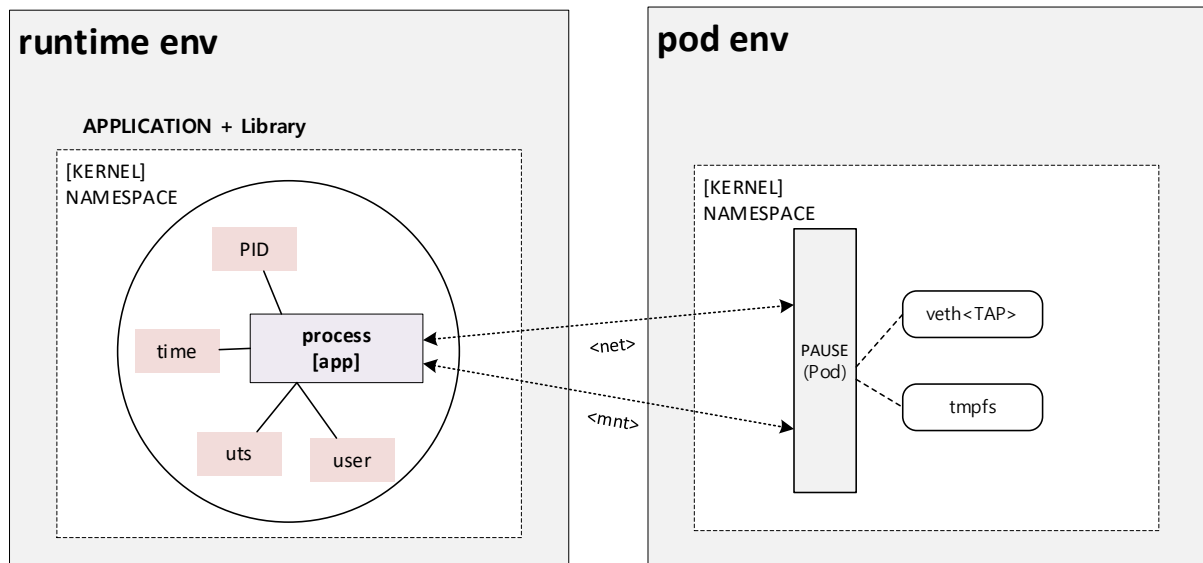 runtime env
APPLICATION + Library
[KERNEL]
NAMESPACE
PID
time
process
[app]
uts
user
<net>
<mnt>
pod env
[KERNEL]
NAMESPACE
PAUSE
(Pod)
veth<TAP>
tmpfs